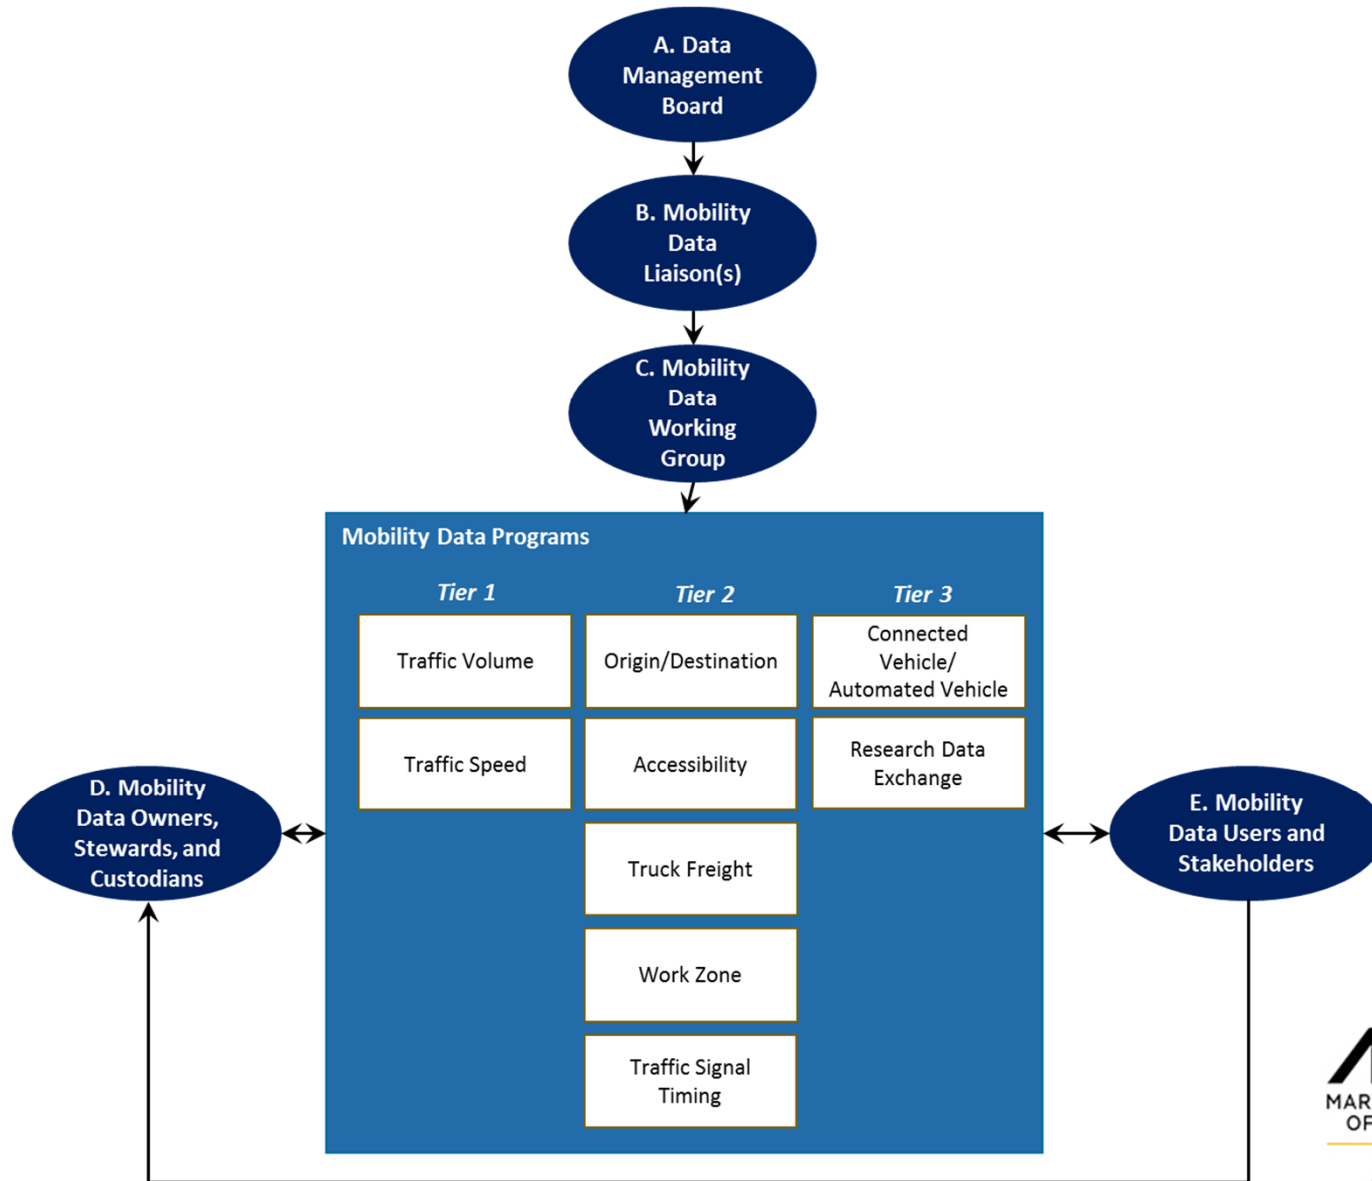 A. Data
Management
Board
B. Mobility
Data
Liaison(s)
C. Mobility
Data
Working
Group
Mobility Data Programs
Tier 1
Tier 2
Tier 3
Traffic Volume
Origin/Destination
Connected
Vehicle/
Automated Vehicle
Traffic Speed
Accessibility
Research Data
Exchange
Truck Freight
Work Zone
Traffic Signal
Timing
D. Mobility
Data Owners,
Stewards, and
Custodians
E. Mobility
Data Users and
Stakeholders
OF